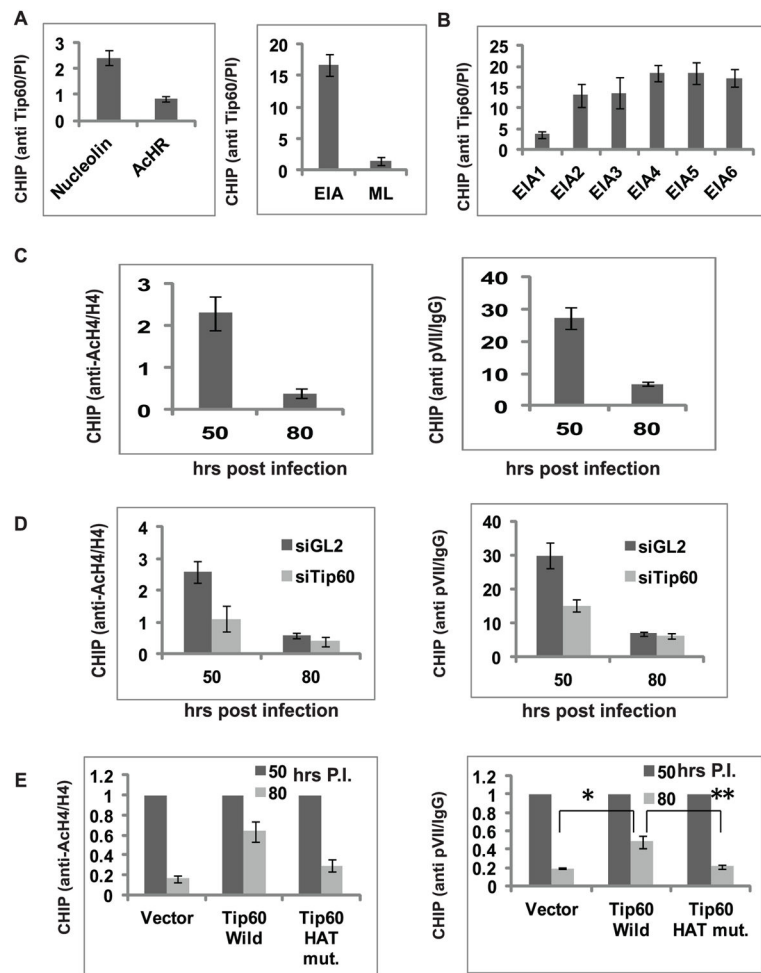 A
CHIP (anti Tip60/PI)
3
2
1
0
Nucleolin
AcHR
CHIP (anti Tip60/PI)
20
15
10
5
0
EIA
ML
B
CHIP (anti Tip60/PI)
25
20
15
10
5
0
EIA1
EIA2
EIA3
EIA4
EIA5
EIA6
C
CHIP (anti-AcH4/H4)
3
2
1
0
50
80
hrs post infection
CHIP (anti pVII/IgG)
40
30
20
10
0
50
80
hrs post infection
D
CHIP (anti-AcH4/H4)
4
3
2
1
0
siGL2
siTip60
50
80
hrs post infection
CHIP (anti pVII/IgG)
40
30
20
10
0
siGL2
siTip60
50
80
hrs post infection
E
CHIP (anti-AcH4/H4)
1.2
1
0.8
0.6
0.4
0.2
0
50 hrs P.I.
80
Vector
Tip60
Wild
Tip60
HAT
mut.
CHIP (anti pVII/IgG)
1.2
1
0.8
0.6
0.4
0.2
0
50 hrs P.I.
80
*
**
Vector
Tip60
Wild
Tip60
HAT mut.